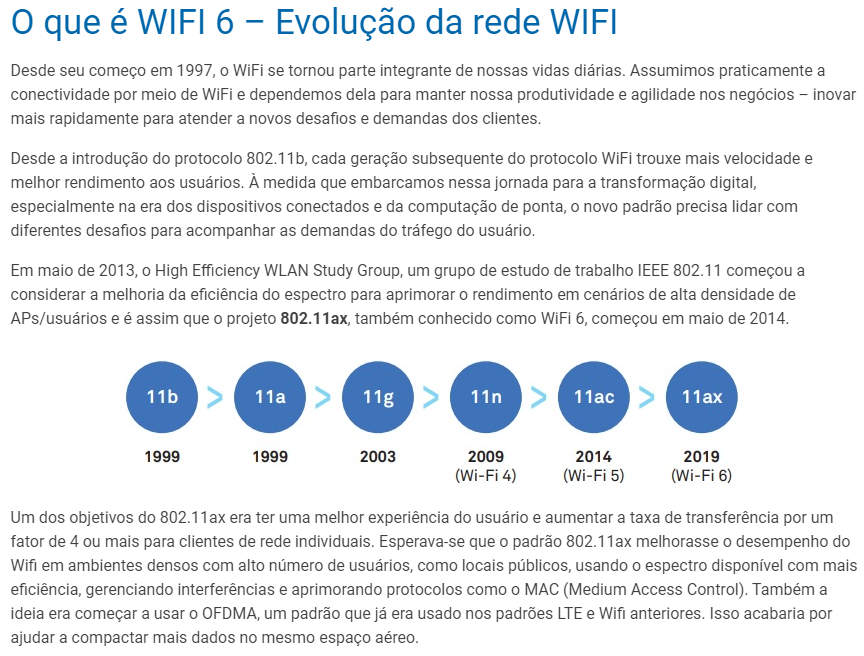 O que é WIFI 6 – Evolução da rede WIFI
Desde seu começo em 1997, o WiFi se tornou parte integrante de nossas vidas diárias. Assumimos praticamente a
conectividade por meio de WiFi e dependemos dela para manter nossa produtividade e agilidade nos negócios – inovar
mais rapidamente para atender a novos desafios e demandas dos clientes.
Desde a introdução do protocolo 802.11b, cada geração subsequente do protocolo WiFi trouxe mais velocidade e
melhor rendimento aos usuários. À medida que embarcamos nessa jornada para a transformação digital,
especialmente na era dos dispositivos conectados e da computação de ponta, o novo padrão precisa lidar com
diferentes desafios para acompanhar as demandas do tráfego do usuário.
Em maio de 2013, o High Efficiency WLAN Study Group, um grupo de estudo de trabalho IEEE 802.11 começou a
considerar a melhoria da eficiência do espectro para aprimorar o rendimento em cenários de alta densidade de
APs/usuários e é assim que o projeto 802.11ax, também conhecido como WiFi 6, começou em maio de 2014.
11b > 11a > 11g > 11n > 11ac > 11ax
1999 1999 2003 2009 2014 2019
(Wi-Fi 4) (Wi-Fi 5) (Wi-Fi 6)
Um dos objetivos do 802.11ax era ter uma melhor experiência do usuário e aumentar a taxa de transferência por um
fator de 4 ou mais para clientes de rede individuais. Esperava-se que o padrão 802.11ax melhorasse o desempenho do
Wifi em ambientes densos com alto número de usuários, como locais públicos, usando o espectro disponível com mais
eficiência, gerenciando interferências e aprimorando protocolos como o MAC (Medium Access Control). Também a
ideia era começar a usar o OFDMA, um padrão que já era usado nos padrões LTE e Wifi anteriores. Isso acabaria por
ajudar a compactar mais dados no mesmo espaço aéreo.